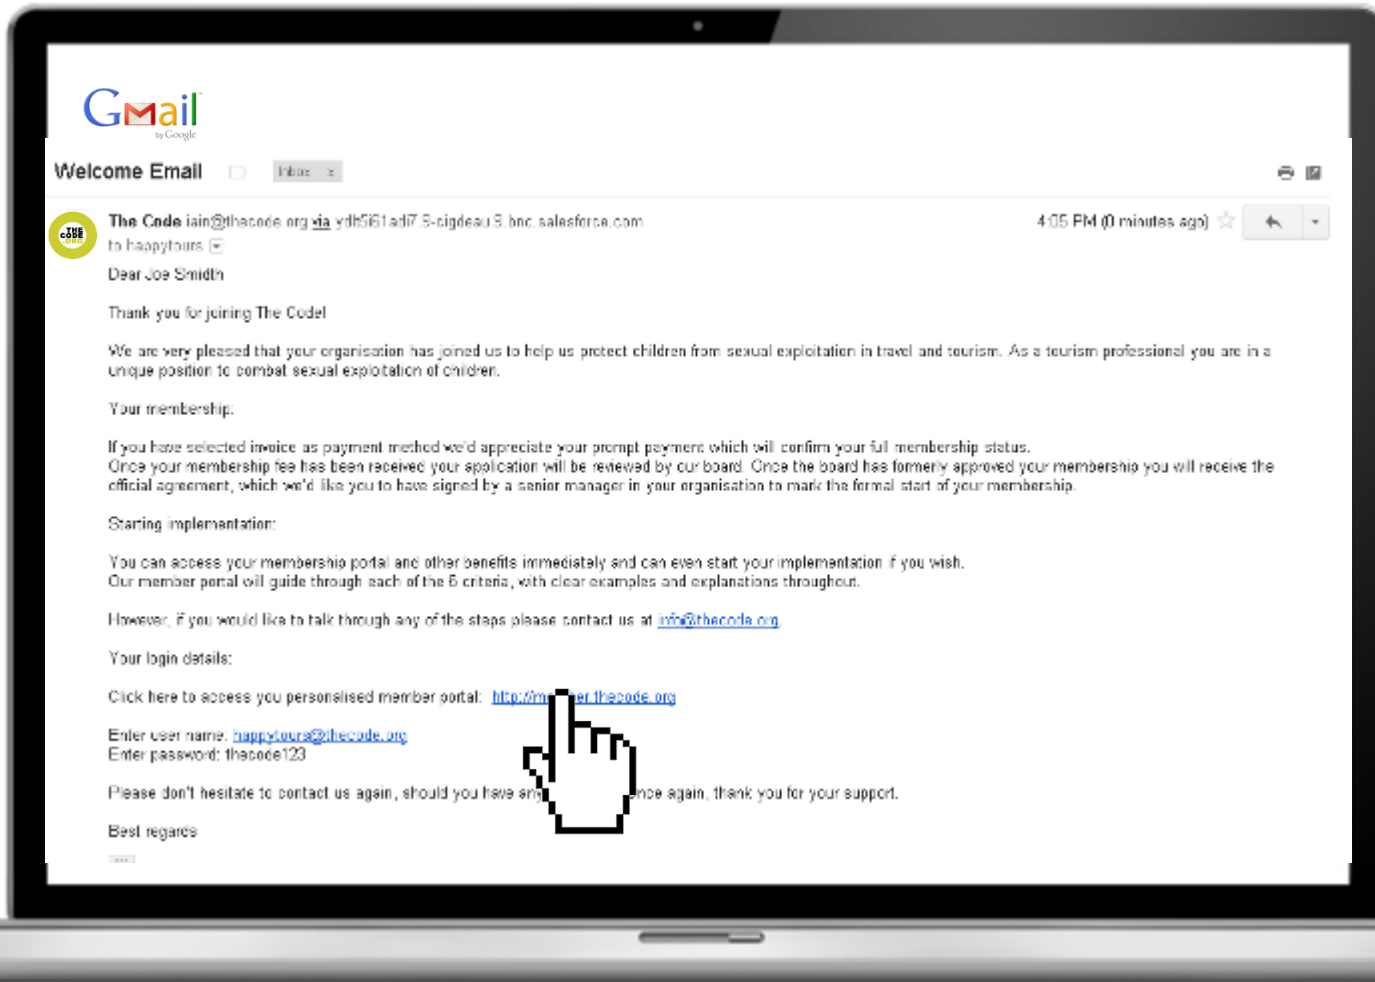 Gmail
by Google
Welcome Email
Inbox x
THE CODE .ORG
The Code iain@thecode.org via
4:05 PM (0 minutes ago)
to happytours
Dear Joe Smidth
Thank you for joining The Code!
We are very pleased that your organisation has joined us to help us protect children from sexual exploitation in travel and tourism. As a tourism professional you are in a
unique position to combat sexual exploitation of children.
Your membership:
If you have selected invoice as payment method we'd appreciate your prompt payment which will confirm your full membership status.
Once your membership fee has been received your application will be reviewed by our board. Once the board has formerly approved your membership you will receive the
official agreement, which we'd like you to have signed by a senior manager in your organisation to mark the formal start of your membership.
Starting implementation:
You can access your membership portal and other benefits immediately and can even start your implementation if you wish.
Our member portal will guide through each of the 6 criteria, with clear examples and explanations throughout.
However, if you would like to talk through any of the steps please contact us at info@thecode.org
Your login details:
Click here to access you personalised member portal: http://m er.thecode.org
Enter user name: happytours@thecode.org
Enter password: thecode123
Please don't hesitate to contact us again, should you have any nce again, thank you for your support.
Best regards